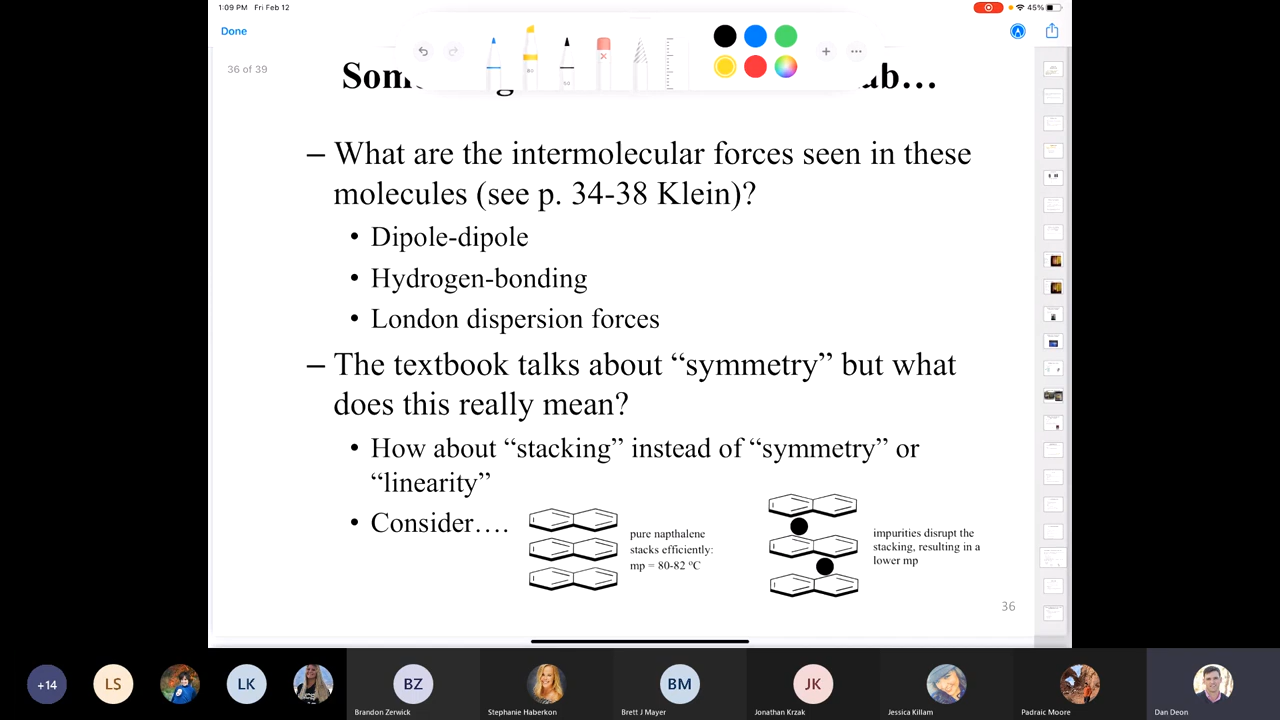 1:09 PM Fri Feb 12
45%
Done
36 of 39
– What are the intermolecular forces seen in these
molecules (see p. 34-38 Klein)?
• Dipole-dipole
• Hydrogen-bonding
• London dispersion forces
– The textbook talks about “symmetry” but what
does this really mean?
• How about “stacking” instead of “symmetry” or
“linearity”
• Consider….
pure napthalene
stacks efficiently:
mp = 80-82 °C
impurities disrupt the
stacking, resulting in a
lower mp
36
+14
LS
LK
BZ
BM
JK
Brandon Zerwick
Stephanie Haberkon
Brett J Mayer
Jonathan Krzak
Jessica Killam
Padraic Moore
Dan Deon